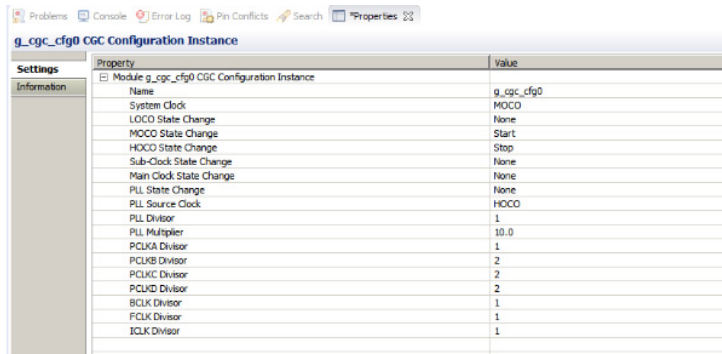 Problems Console Error Log Pin Conflicts Search *Properties
g_cgc_cfg0 CGC Configuration Instance
Settings
Information
Property Value
Module g_cgc_cfg0 CGC Configuration Instance
Name g_cgc_cfg0
System Clock MOCO
LOCO State Change None
MOCO State Change Start
HOCO State Change Stop
Sub-Clock State Change None
Main Clock State Change None
PLL State Change None
PLL Source Clock HOCO
PLL Divisor 1
PLL Multiplier 10.0
PCLKA Divisor 1
PCLKB Divisor 2
PCLKC Divisor 2
PCLKD Divisor 2
BCLK Divisor 1
FCLK Divisor 1
ICLK Divisor 1